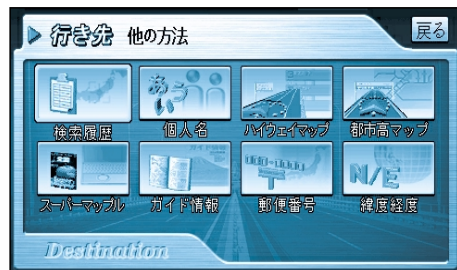 行き先 他の方法
戻る
あい
検索履歴
個人名
ハイウェイマップ
都市高マップ
N/E
スーパーマップル
ガイド情報
郵便番号
緯度経度
Destination